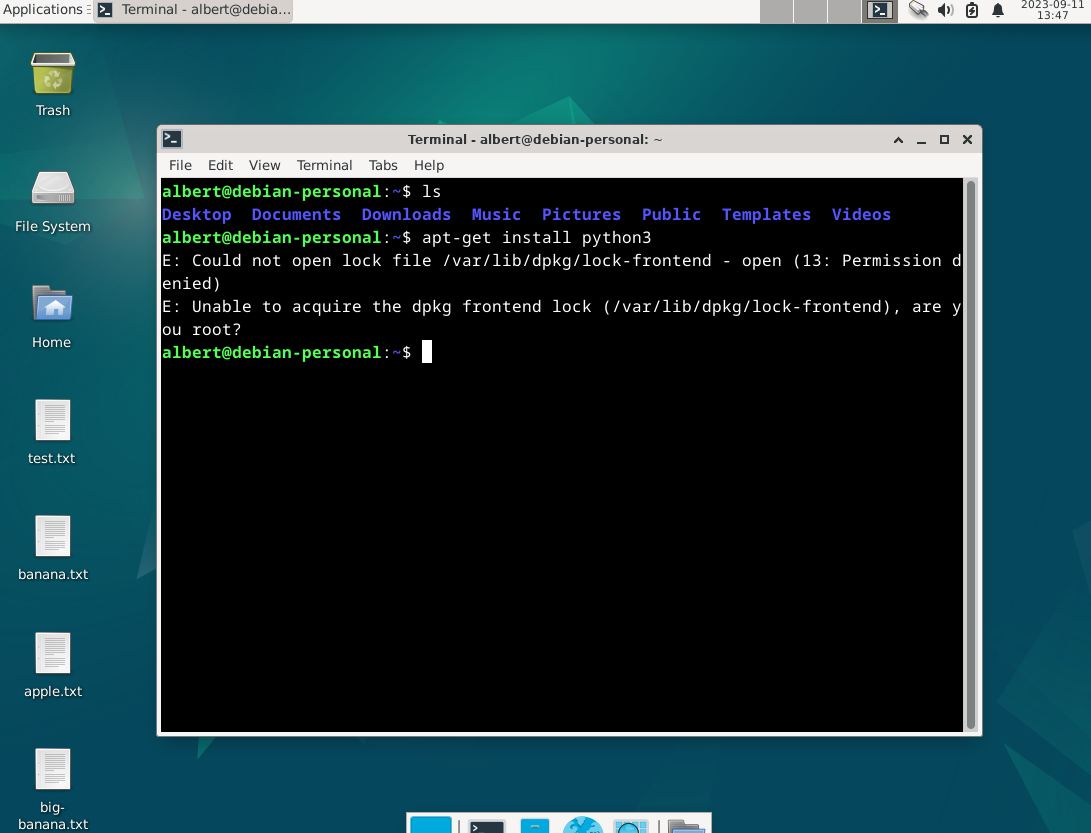 Applications
Terminal - albert@debia...
2023-09-11
13:47
Trash
File System
Home
test.txt
banana.txt
apple.txt
big-
banana.txt
Terminal - albert@debian-personal: ~
File Edit View Terminal Tabs Help
albert@debian-personal:~$ ls
Desktop Documents Downloads Music Pictures Public Templates Videos
albert@debian-personal:~$ apt-get install python3
E: Could not open lock file /var/lib/dpkg/lock-frontend - open (13: Permission d
enied)
E: Unable to acquire the dpkg frontend lock (/var/lib/dpkg/lock-frontend), are y
ou root?
albert@debian-personal:~$